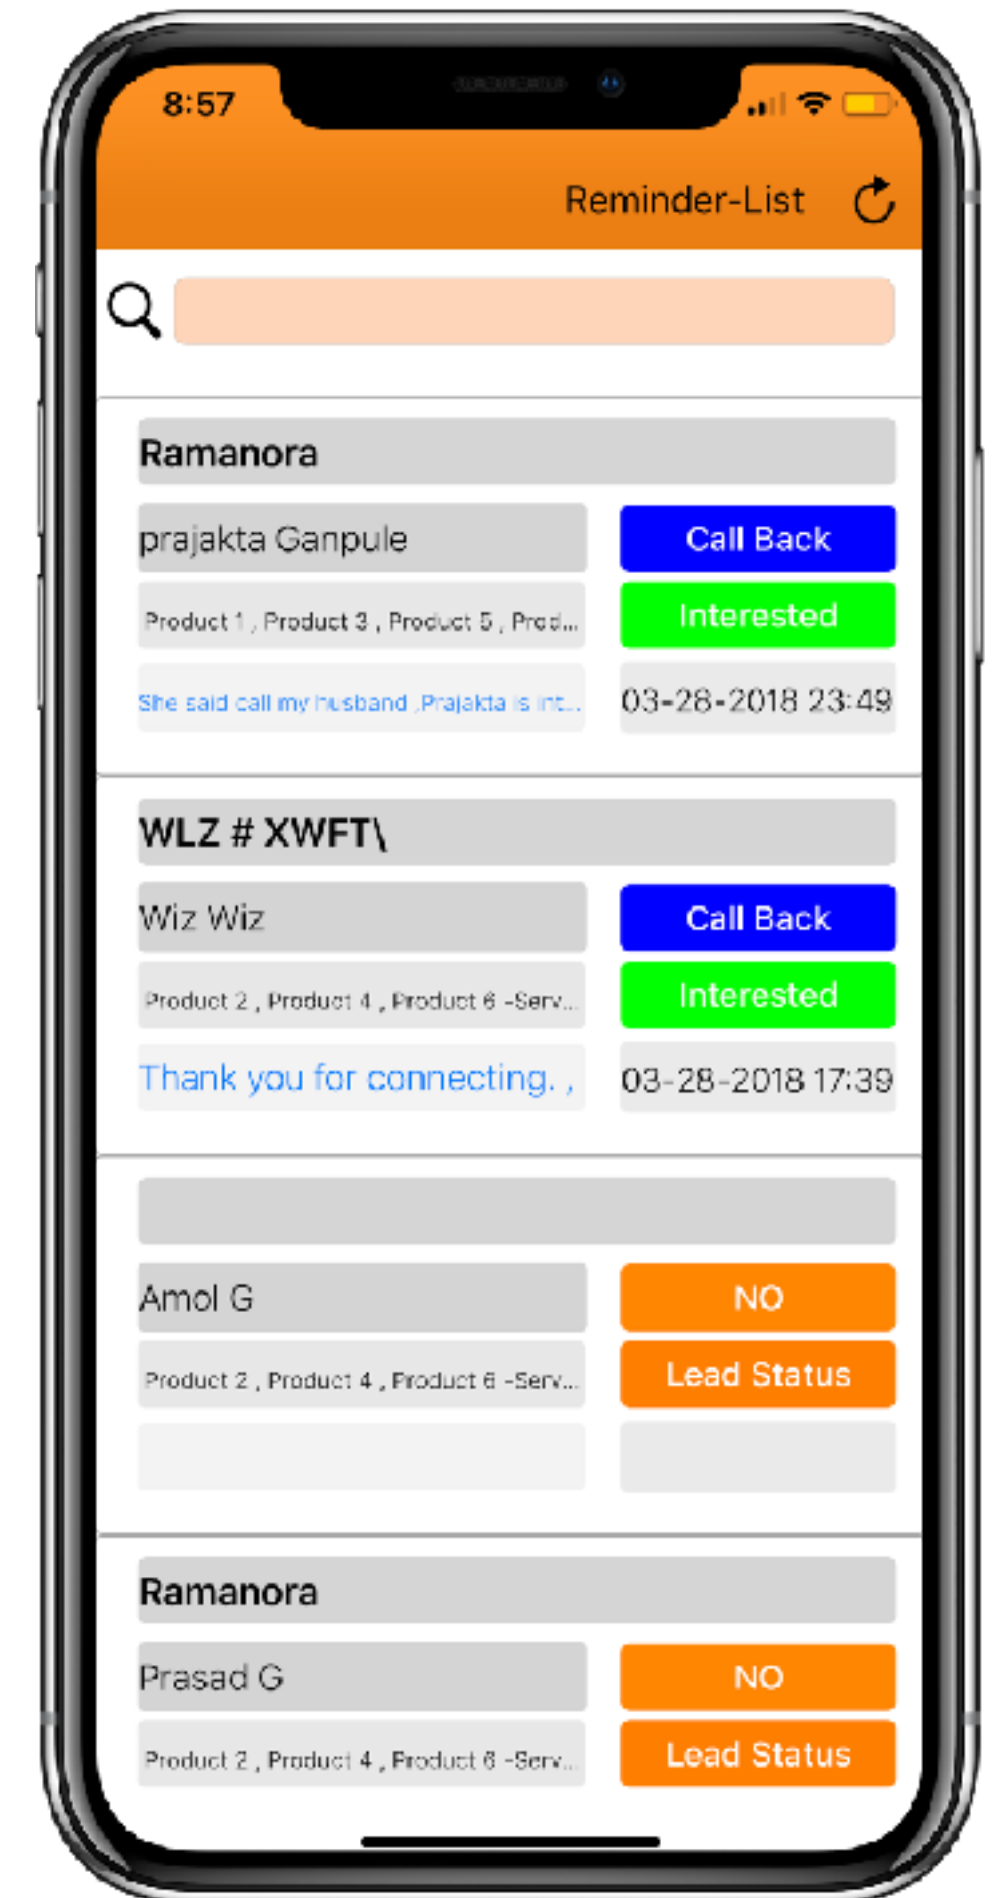 8:57
Reminder-List
Ramanora
prajakta Ganpule
Call Back
Product 1 , Product 3 , Product 5 , Prod...
Interested
She said call my husband ,Prajakta is int...
03-28-2018 23:49
WLZ # XWFT\
Wiz Wiz
Call Back
Product 2 , Product 4 , Product 6 -Serv...
Interested
Thank you for connecting. ,
03-28-2018 17:39
Amol G
NO
Product 2 , Product 4 , Product 6 -Serv...
Lead Status
Ramanora
Prasad G
NO
Product 2 , Product 4 , Product 6 -Serv...
Lead Status